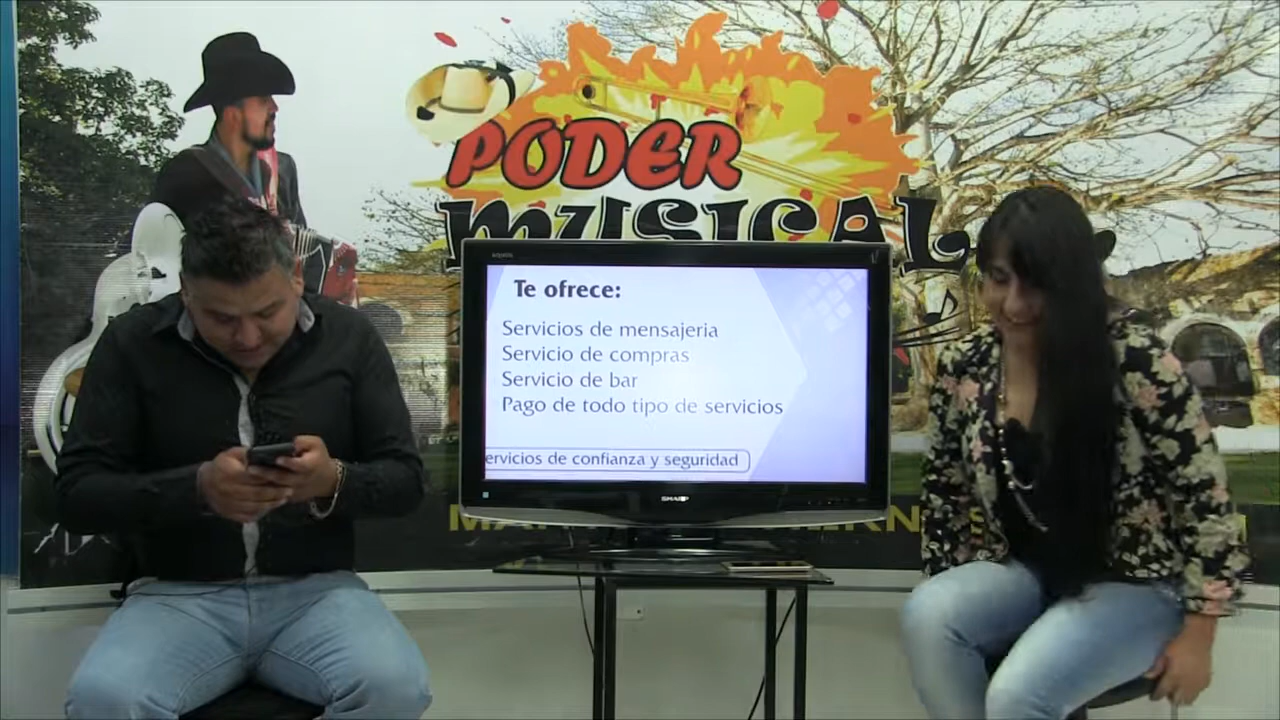 PODER
MUSICAL
AQUOS
Te ofrece:
Servicios de mensajeria
Servicio de compras
Servicio de bar
Pago de todo tipo de servicios
ervicios de confianza y seguridad
SHARP